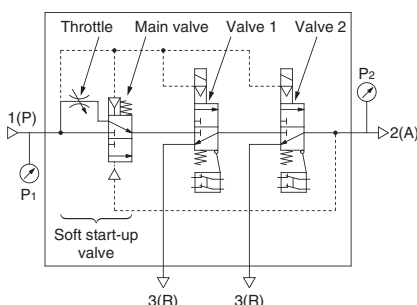 Throttle Main valve Valve 1 Valve 2
P2
1(P)
2(A)
P1
Soft start-up
valve
3(R) 3(R)